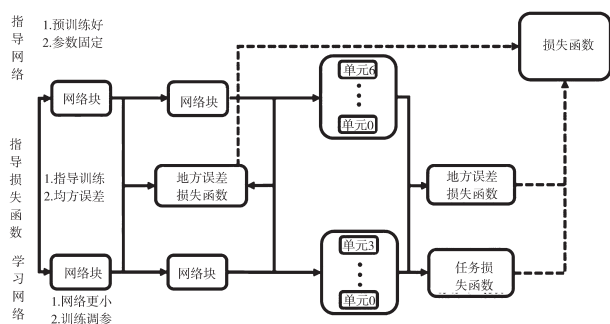 指导网络
1.预训练好
2.参数固定
损失函数
网络块
网络块
单元6
单元0
指导损失函数
1.指导训练
2.均方误差
地方误差
损失函数
地方误差
损失函数
学习网络
网络块
网络块
单元3
单元0
任务损
失函数
1.网络更小
2.训练调参